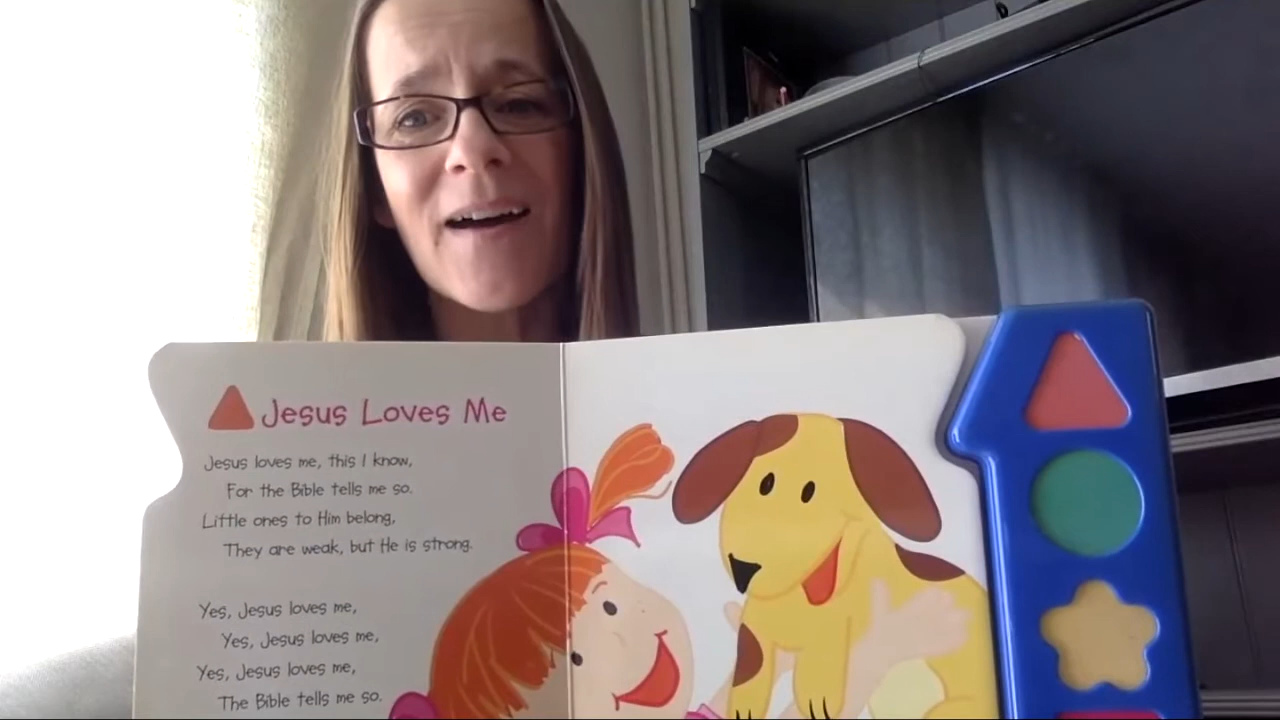 Jesus Loves Me
Jesus loves me, this I know,
For the Bible tells me so.
Little ones to Him belong,
They are weak, but He is strong.
Yes, Jesus loves me,
Yes, Jesus loves me,
Yes, Jesus loves me,
The Bible tells me so.